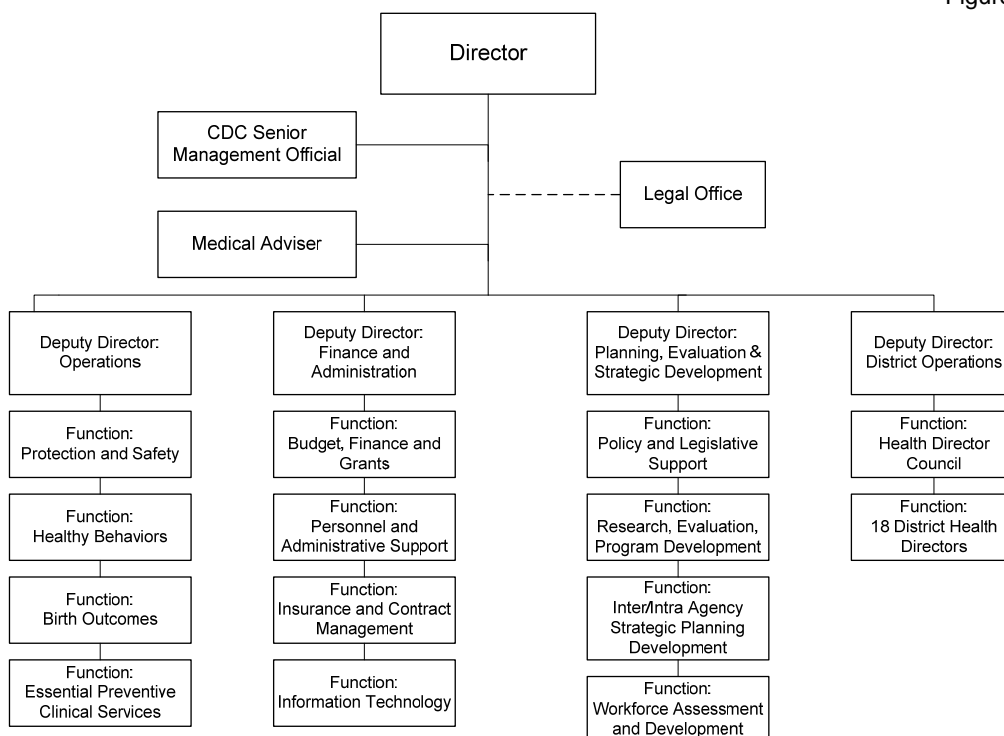 Figure
Director
CDC Senior
Management Official
Legal Office
Medical Adviser
Deputy Director:
Operations
Function:
Protection and Safety
Function:
Healthy Behaviors
Function:
Birth Outcomes
Function:
Essential Preventive
Clinical Services
Deputy Director:
Finance and
Administration
Function:
Budget, Finance and
Grants
Function:
Personnel and
Administrative Support
Function:
Insurance and Contract
Management
Function:
Information Technology
Deputy Director:
Planning, Evaluation &
Strategic Development
Function:
Policy and Legislative
Support
Function:
Research, Evaluation,
Program Development
Function:
Inter/Intra Agency
Strategic Planning
Development
Function:
Workforce Assessment
and Development
Deputy Director:
District Operations
Function:
Health Director
Council
Function:
18 District Health
Directors